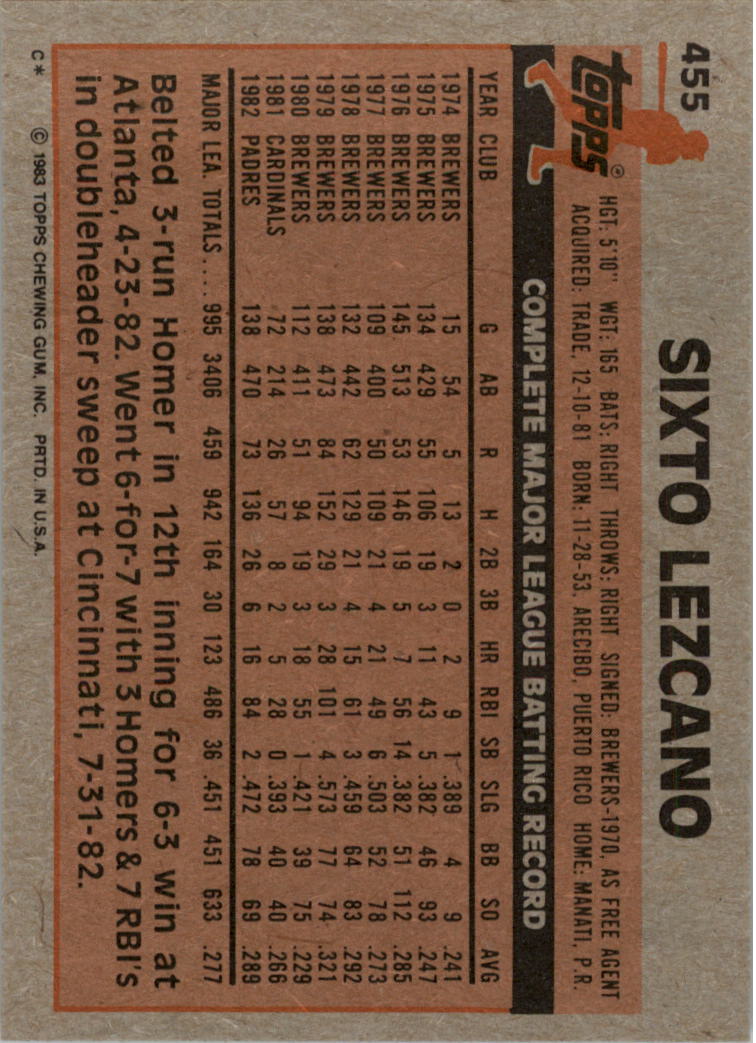 455 SIXTO LEZCANO
topps®
HGT: 5'10" WGT: 165 BATS: RIGHT THROWS: RIGHT SIGNED: BREWERS-1970, AS FREE AGENT
ACQUIRED: TRADE, 12-10-81 BORN: 11-28-53, ARECIBO, PUERTO RICO HOME: MANATI, P.R.
COMPLETE MAJOR LEAGUE BATTING RECORD
YEAR CLUB G AB R H 2B 3B HR RBI SB SLG BB SO AVG
1974 BREWERS 15 54 5 13 2 0 2 9 1 .389 4 9 .241
1975 BREWERS 134 429 55 106 19 3 11 43 5 .382 46 93 .247
1976 BREWERS 145 513 53 146 19 5 7 56 14 .382 51 112 .285
1977 BREWERS 109 400 50 109 21 4 21 49 6 .503 52 78 .273
1978 BREWERS 132 442 62 129 21 4 15 61 3 .459 64 83 .292
1979 BREWERS 138 473 84 152 29 3 28 101 4 .573 77 74 .321
1980 BREWERS 112 411 51 94 19 3 18 55 1 .421 39 75 .229
1981 CARDINALS 72 214 26 57 8 2 5 28 0 .393 40 40 .266
1982 PADRES 138 470 73 136 26 6 16 84 2 .472 78 69 .289
MAJOR LEA. TOTALS .... 995 3406 459 942 164 30 123 486 36 .451 451 633 .277
Belted 3-run Homer in 12th inning for 6-3 win at
Atlanta, 4-23-82. Went 6-for-7 with 3 Homers & 7 RBI's
in doubleheader sweep at Cincinnati, 7-31-82.
C* © 1983 TOPPS CHEWING GUM, INC. PRTD. IN U.S.A.